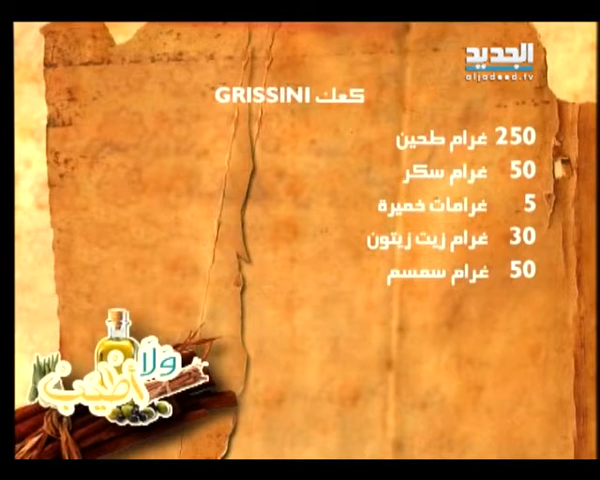 الجديد
aljadeed.tv
كعك GRISSINI
250 غرام طحين
50 غرام سكر
5 غرامات خميرة
30 غرام زيت زيتون
50 غرام سمسم
ولا
أطيب